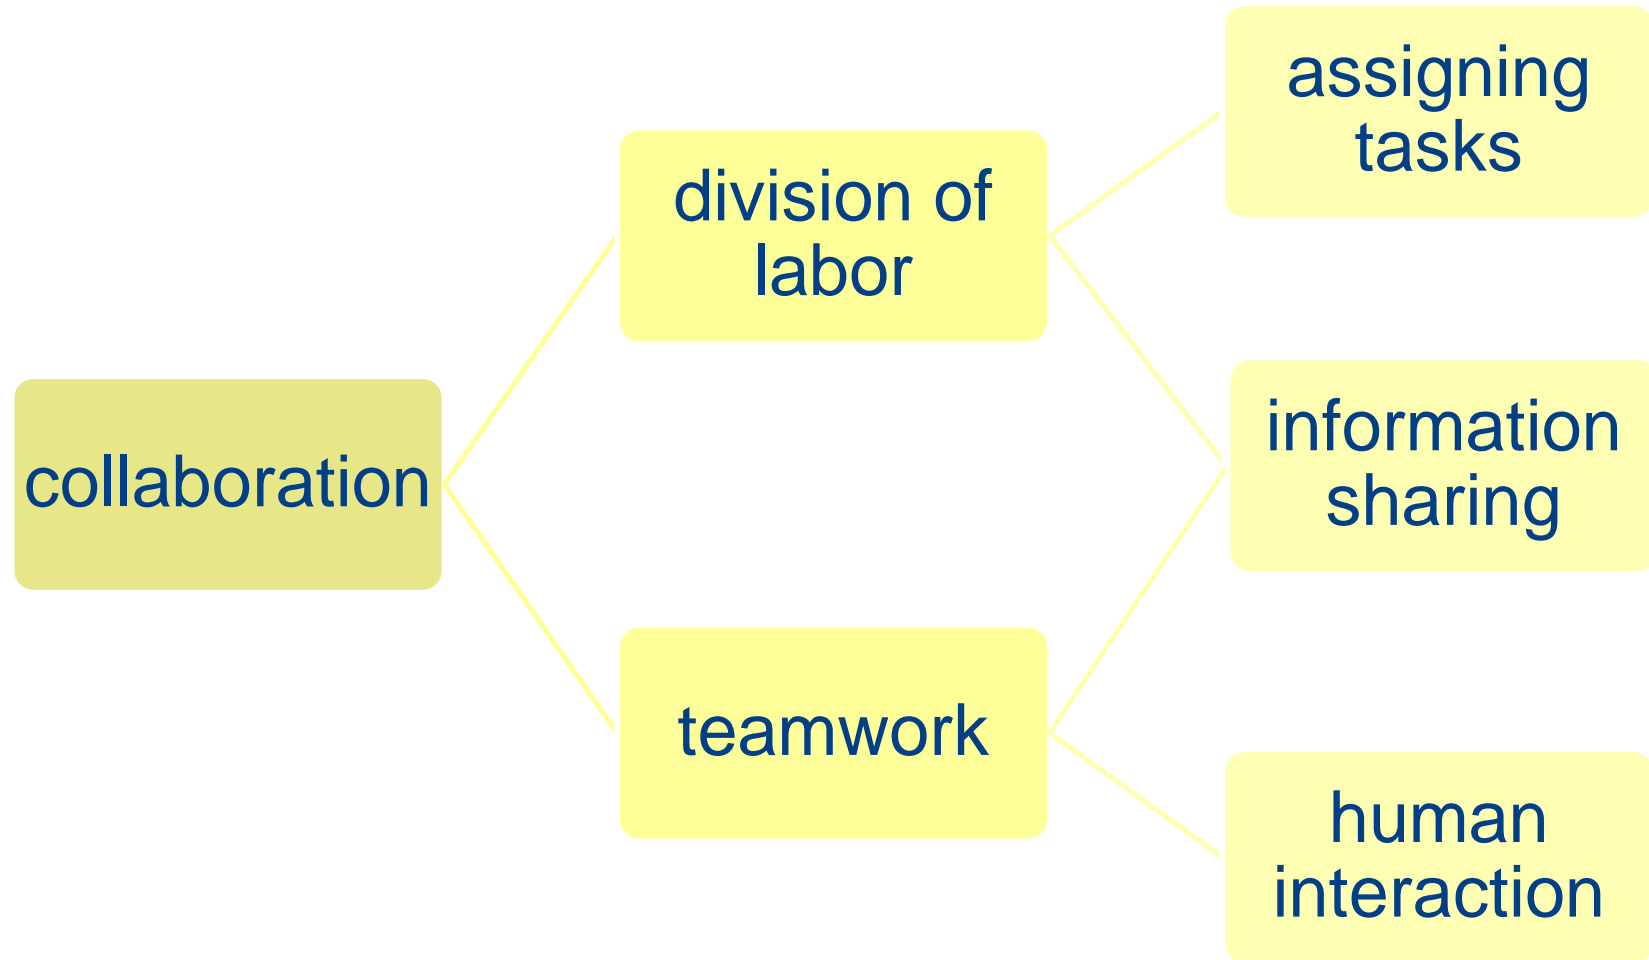 collaboration
division of
labor
teamwork
assigning
tasks
information
sharing
human
interaction